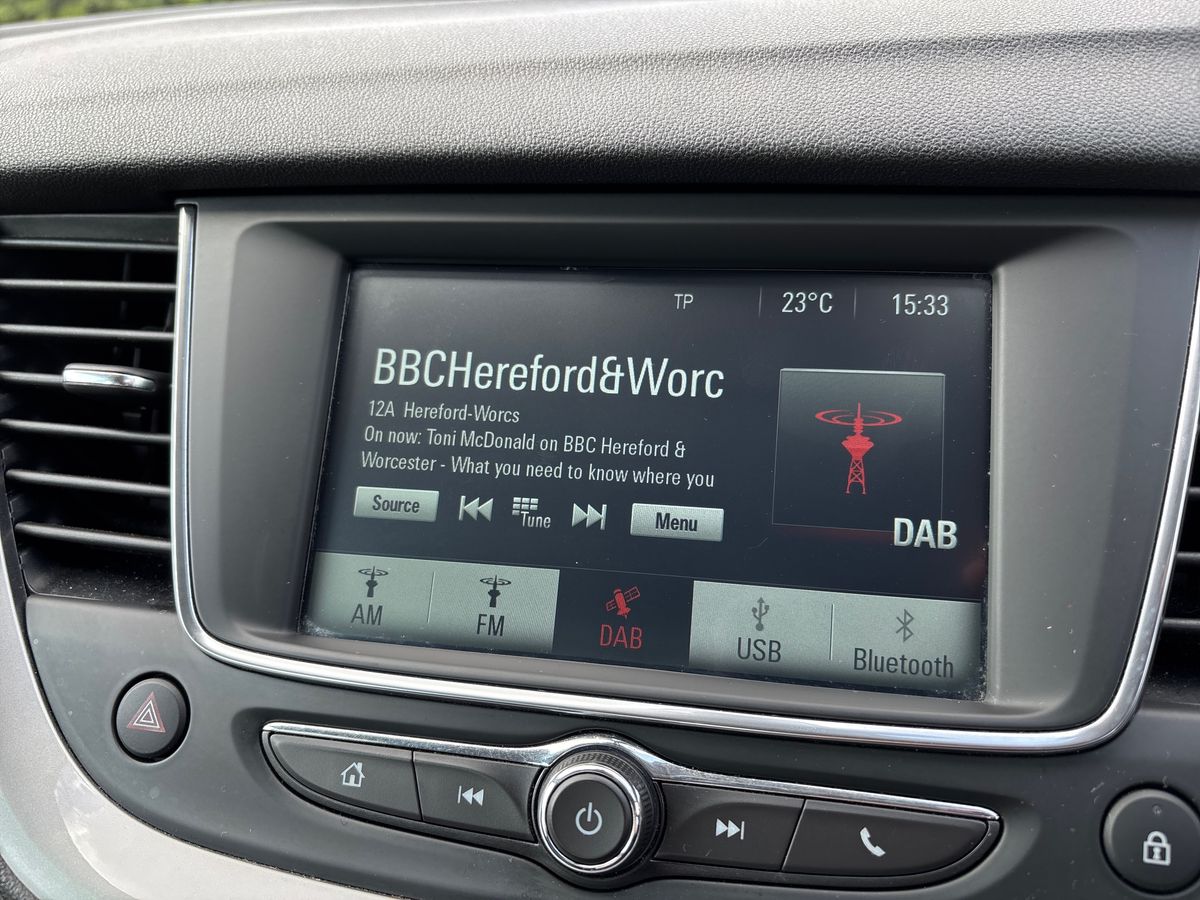 TP 23°C 15:33
BBCHereford&Worc
12A Hereford-Worcs
On now: Toni McDonald on BBC Hereford &
Worcester - What you need to know where you
Source Tune Menu
DAB
AM FM DAB USB Bluetooth